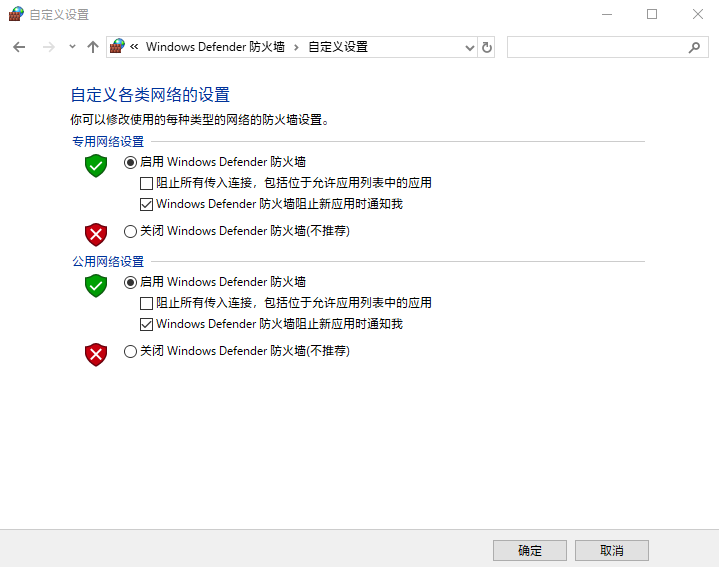 自定义设置
« Windows Defender 防火墙 › 自定义设置
自定义各类网络的设置
你可以修改使用的每种类型的网络的防火墙设置。
专用网络设置
启用 Windows Defender 防火墙
阻止所有传入连接，包括位于允许应用列表中的应用
Windows Defender 防火墙阻止新应用时通知我
关闭 Windows Defender 防火墙(不推荐)
公用网络设置
启用 Windows Defender 防火墙
阻止所有传入连接，包括位于允许应用列表中的应用
Windows Defender 防火墙阻止新应用时通知我
关闭 Windows Defender 防火墙(不推荐)
确定 取消